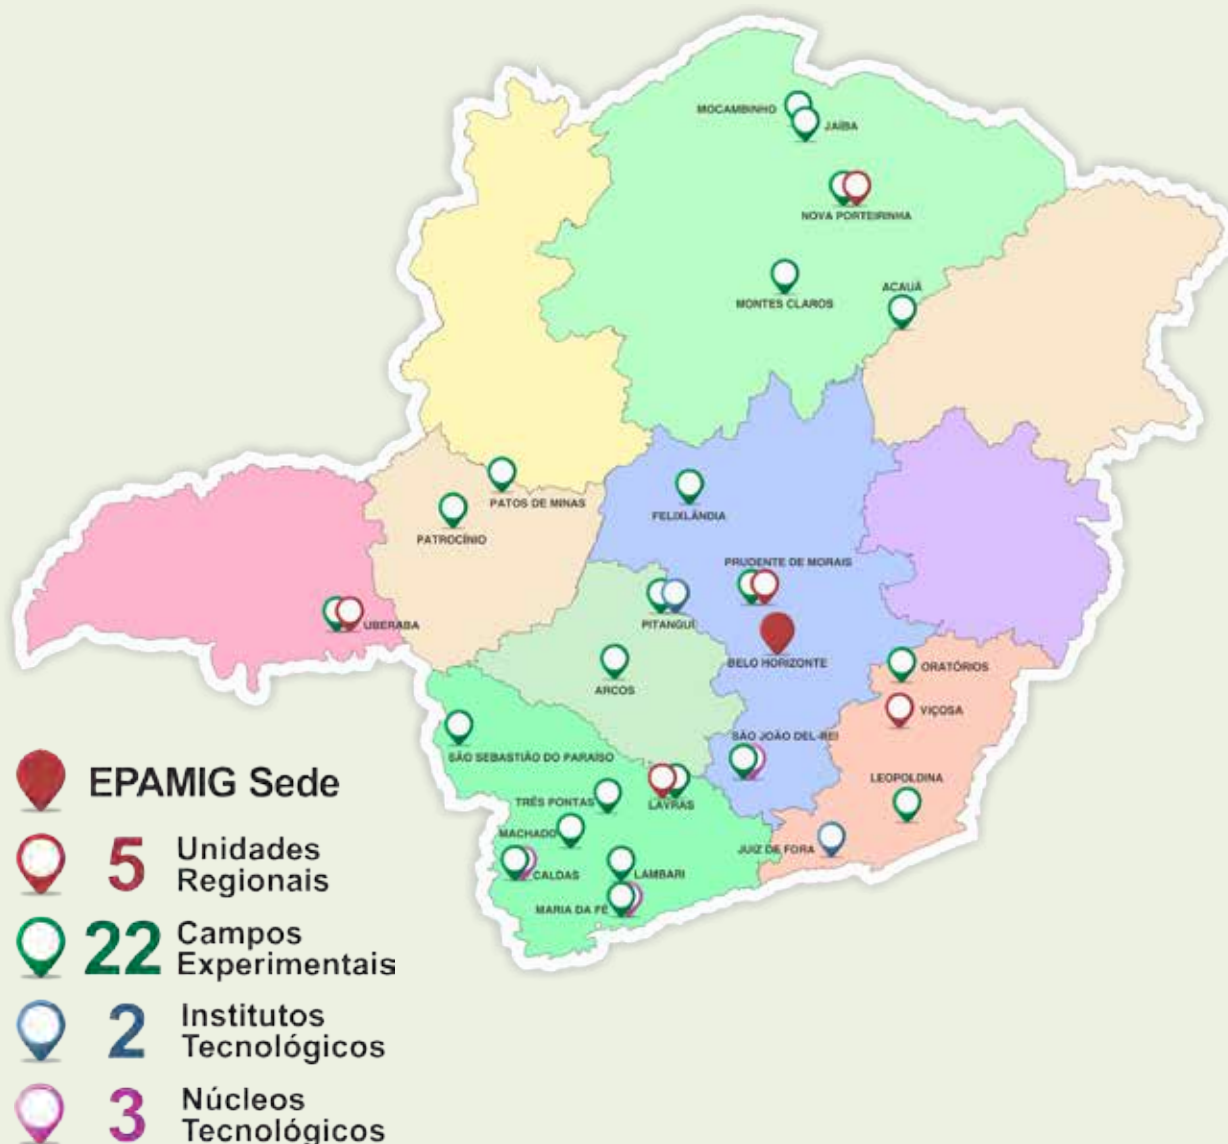 MOCAMBINHO
JAÍBA
NOVA PORTEIRINHA
ACAUÃ
MONTES CLAROS
PATOS DE MINAS
FELIXLÂNDIA
PATROCÍNIO
PRUDENTE DE MORAIS
UBERABA
PITANGUI
BELO HORIZONTE
ORATÓRIOS
ARCOS
VIÇOSA
SÃO JOÃO DEL-REI
SÃO SEBASTIÃO DO PARAÍSO
LEOPOLDINA
TRÊS PONTAS
LAVRAS
MACHADO
JUIZ DE FORA
CALDAS
LAMBARI
MARIA DA FÉ
EPAMIG Sede
5 Unidades
Regionais
22 Campos
Experimentais
2 Institutos
Tecnológicos
3 Núcleos
Tecnológicos